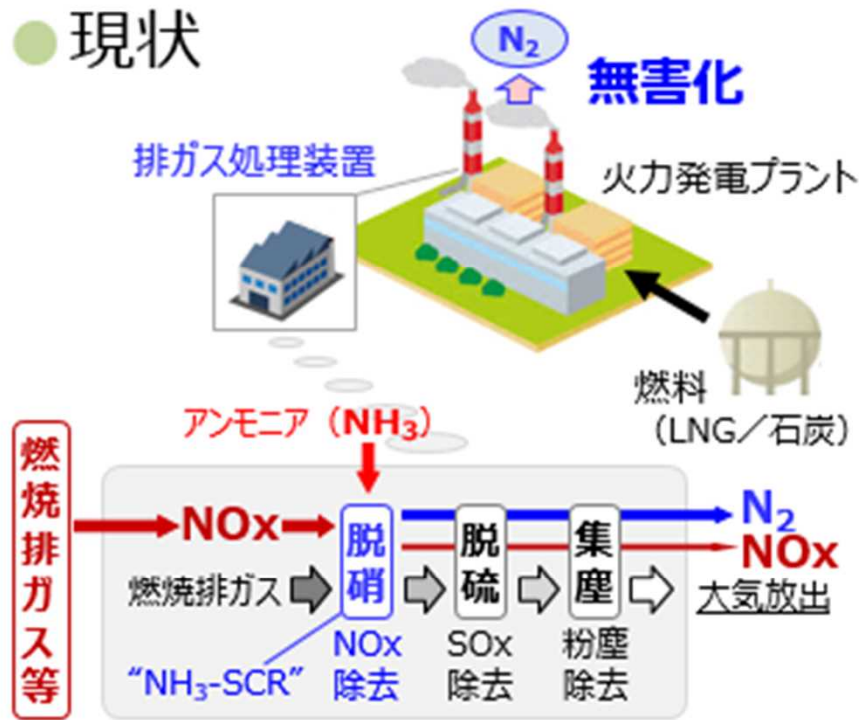 現状
N₂
無害化
排ガス処理装置
火力発電プラント
燃料
(LNG／石炭)
アンモニア（NH₃）
燃焼排ガス等
NOx
脱硝
脱硫
集塵
N₂
NOx
燃焼排ガス
大気放出
“NH₃-SCR”
NOx
除去
SOx
除去
粉塵
除去